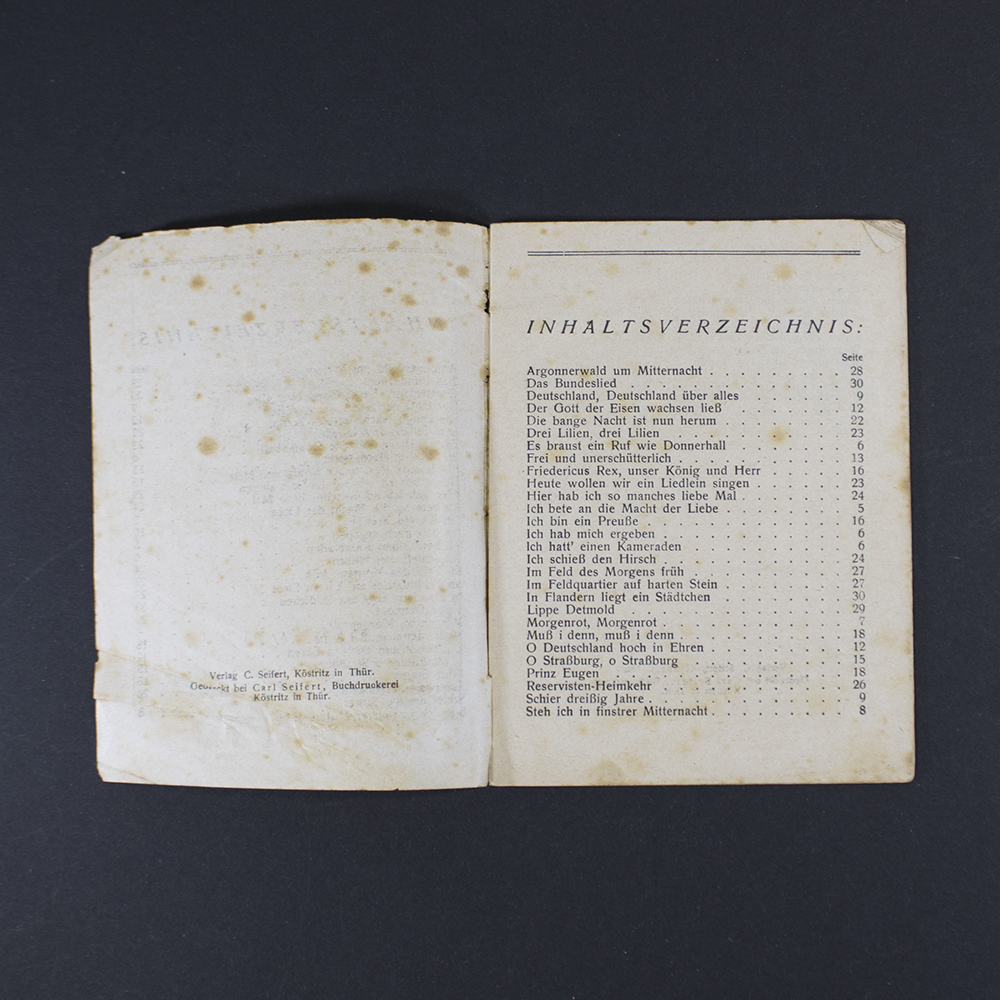 Verlag C. Seifert, Köstritz in Thür.
Gedruckt bei Carl Seifert, Buchdruckerei
Köstritz in Thür.
INHALTSVERZEICHNIS:
Seite
Argonnerwald um Mitternacht . . . . . . . . . . 28
Das Bundeslied . . . . . . . . . . . . . . . 30
Deutschland, Deutschland über alles . . . . . . . 9
Der Gott der Eisen wachsen ließ . . . . . . . . 12
Die bange Nacht ist nun herum . . . . . . . . . 22
Drei Lilien, drei Lilien . . . . . . . . . . . . 23
Es braust ein Ruf wie Donnerhall . . . . . . . . 6
Frei und unerschütterlich . . . . . . . . . . . 13
Friedericus Rex, unser König und Herr . . . . . . 16
Heute wollen wir ein Liedlein singen . . . . . . . 23
Hier hab ich so manches liebe Mal . . . . . . . . 24
Ich bete an die Macht der Liebe . . . . . . . . . 5
Ich bin ein Preuße . . . . . . . . . . . . . . 16
Ich hab mich ergeben . . . . . . . . . . . . . 6
Ich hatt' einen Kameraden . . . . . . . . . . . 6
Ich schieß den Hirsch . . . . . . . . . . . . . 24
Im Feld des Morgens früh . . . . . . . . . . . 27
Im Feldquartier auf harten Stein . . . . . . . . . 27
In Flandern liegt ein Städtchen . . . . . . . . . 30
Lippe Detmold . . . . . . . . . . . . . . . 29
Morgenrot, Morgenrot . . . . . . . . . . . . . 7
Muß i denn, muß i denn . . . . . . . . . . . . 18
O Deutschland hoch in Ehren . . . . . . . . . . 12
O Straßburg, o Straßburg . . . . . . . . . . . 15
Prinz Eugen . . . . . . . . . . . . . . . . 18
Reservisten-Heimkehr . . . . . . . . . . . . . 26
Schier dreißig Jahre . . . . . . . . . . . . . . 9
Steh ich in finstrer Mitternacht . . . . . . . . . . 8